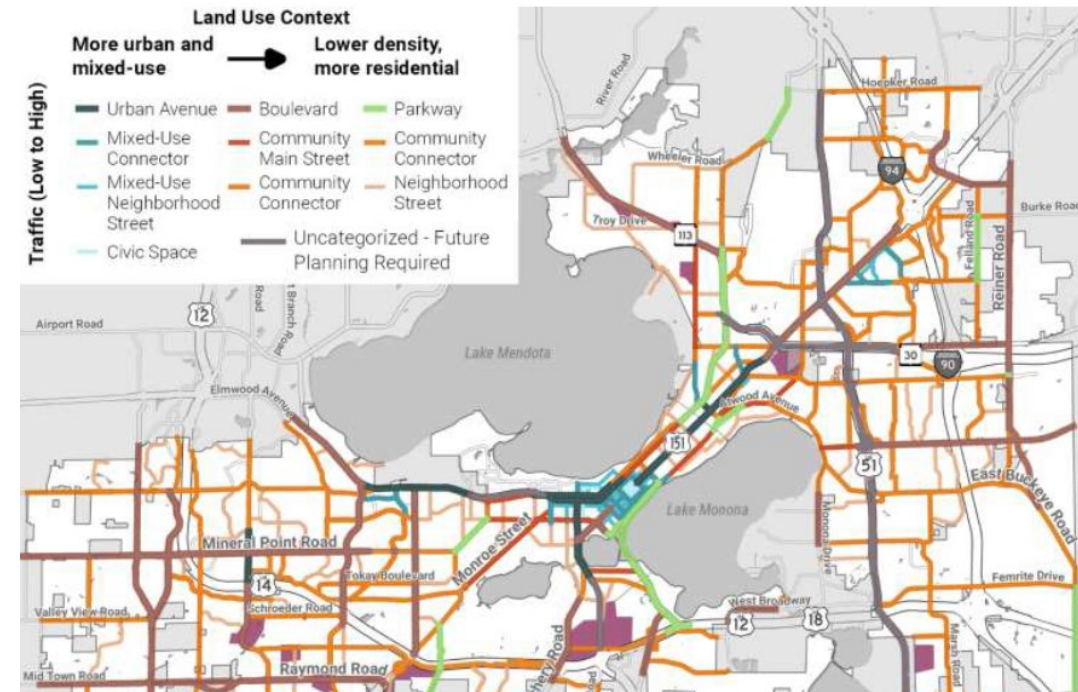 Land Use Context
More urban and
mixed-use
Lower density,
more residential
Traffic (Low to High)
Urban Avenue
Boulevard
Parkway
Mixed-Use
Connector
Community
Main Street
Community
Connector
Mixed-Use
Neighborhood
Street
Community
Connector
Neighborhood
Street
Civic Space
Uncategorized - Future
Planning Required
River Road
Hoepker Road
Wheeler Road
94
Troy Drive
113
Felland Road
Burke Road
Reiner Road
12
Road
Branch Road
Airport Road
Lake Mendota
30
90
Elmwood Avenue
Atwood Avenue
151
51
East Buckeye Road
Lake Monona
Monona Drive
Mineral Point Road
Monroe Street
14
Tokay Boulevard
Femrite Drive
Valley View Road
Schroeder Road
West Broadway
12
18
Marsh Road
Raymond Road
Mid Town Road
hery Road